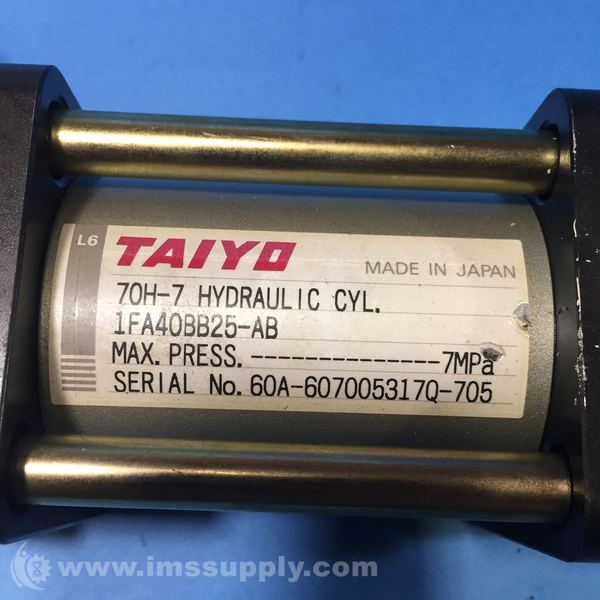 L6 TAIYO
MADE IN JAPAN
70H-7 HYDRAULIC CYL.
1FA40BB25-AB
MAX. PRESS. ---------------7MPa
SERIAL No. 60A-607005317Q-705
www.imssupply.com